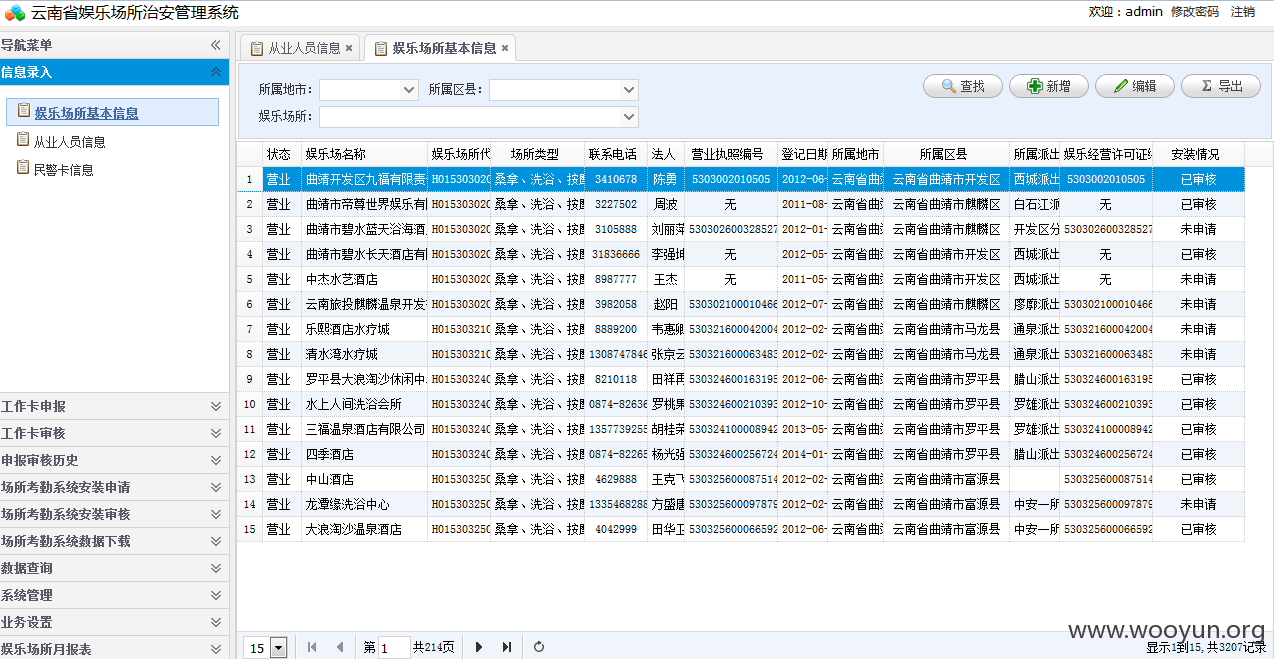 云南省娱乐场所治安管理系统
欢迎：admin 修改密码 注销
导航菜单
信息录入
娱乐场所基本信息
从业人员信息
民警卡信息
工作卡申报
工作卡审核
申报审核历史
场所考勤系统安装申请
场所考勤系统安装审核
场所考勤系统数据下载
数据查询
系统管理
业务设置
娱乐场所月报表
从业人员信息 × 娱乐场所基本信息 ×
所属地市： 所属区县： 查找 新增 编辑 Σ 导出
娱乐场所：
状态 娱乐场名称 娱乐场所代 场所类型 联系电话 法人 营业执照编号 登记日期 所属地市 所属区县 所属派出 娱乐经营许可证 安装情况
1 营业 曲靖开发区九福有限责 H015303020 桑拿、洗浴、按 3410678 陈勇 5303002010505 2012-06- 云南省曲 云南省曲靖市开发区 西城派出 5303002010505 已审核
2 营业 曲靖市帝尊世界娱乐有 H015303020 桑拿、洗浴、按 3227502 周波 无 2011-08- 云南省曲 云南省曲靖市麒麟区 白石江派 无 已审核
3 营业 曲靖市碧水蓝天浴海酒 H015303020 桑拿、洗浴、按 3105888 刘丽萍 530302600328527 2012-01- 云南省曲 云南省曲靖市麒麟区 开发区分 530302600328527 未申请
4 营业 曲靖市碧水长天酒店有 H015303020 桑拿、洗浴、按 31836666 李强坤 无 2012-05- 云南省曲 云南省曲靖市开发区 西城派出 无 已审核
5 营业 中杰水艺酒店 H015303020 桑拿、洗浴、按 8987777 王杰 无 2011-05- 云南省曲 云南省曲靖市开发区 西城派出 无 未申请
6 营业 云南旅投麒麟温泉开发 H015303020 桑拿、洗浴、按 3982058 赵阳 530302100010466 2012-07- 云南省曲 云南省曲靖市麒麟区 廖廓派出 530302100010466 未申请
7 营业 乐熙酒店水疗城 H015303210 桑拿、洗浴、按 8889200 韦惠卿 530321600042004 2012-02- 云南省曲 云南省曲靖市马龙县 通泉派出 530321600042004 未申请
8 营业 清水湾水疗城 H015303210 桑拿、洗浴、按 1308747846 张京云 530321600063483 2012-02- 云南省曲 云南省曲靖市马龙县 通泉派出 530321600063483 未申请
9 营业 罗平县大浪淘沙休闲中 H015303240 桑拿、洗浴、按 8210118 田祥再 530324600163195 2012-06- 云南省曲 云南省曲靖市罗平县 腊山派出 530324600163195 已审核
10 营业 水上人间洗浴会所 H015303240 桑拿、洗浴、按 0874-82636 罗桃果 530324600210393 2012-10- 云南省曲 云南省曲靖市罗平县 罗雄派出 530324600210393 已审核
11 营业 三福温泉酒店有限公司 H015303240 桑拿、洗浴、按 1357739255 胡桂荣 530324100008942 2013-05- 云南省曲 云南省曲靖市罗平县 罗雄派出 530324100008942 已审核
12 营业 四季酒店 H015303240 桑拿、洗浴、按 0874-82265 杨光强 530324600256724 2014-01- 云南省曲 云南省曲靖市罗平县 腊山派出 530324600256724 已审核
13 营业 中山酒店 H015303250 桑拿、洗浴、按 4629888 王克飞 530325600087514 2012-02- 云南省曲 云南省曲靖市富源县 530325600087514 已审核
14 营业 龙潭缘洗浴中心 H015303250 桑拿、洗浴、按 1335468288 方盛唐 530325600097879 2012-02- 云南省曲 云南省曲靖市富源县 中安一所 530325600097879 未申请
15 营业 大浪淘沙温泉酒店 H015303250 桑拿、洗浴、按 4042999 田华卫 530325600066592 2012-06- 云南省曲 云南省曲靖市富源县 中安一所 530325600066592 已审核
15 第 1 共214页
www.wooyun.org
显示1到15, 共3207记录